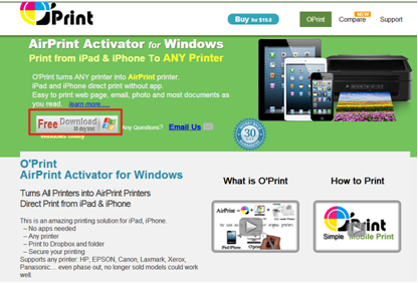 O'Print
Buy for $19.8
OPrint
NEW
Compare
Support
AirPrint Activator for Windows
Print from iPad & iPhone To ANY Printer
O'Print turns ANY printer into AirPrint printer.
iPad and iPhone direct print without app.
Easy to print web page, email, photo and most documents as
you read. learn more.....
Free Download
30 day trial
Any Questions? Email Us
30
O'Print
AirPrint Activator for Windows
Turns All Printers into AirPrint Printers
Direct Print from iPad & iPhone
This is an amazing printing solution for iPad, iPhone.
– No apps needed
– Any printer
– Print to Dropbox and folder
– Secure your printing
Supports any printer: HP, EPSON, Canon, Laxmark, Xerox,
Panasonic.... even phase out, no longer sold models could work
well.
What is O'Print
AirPrint =
iPad iPhone
How to Print
O'Print
Simple Mobile Print